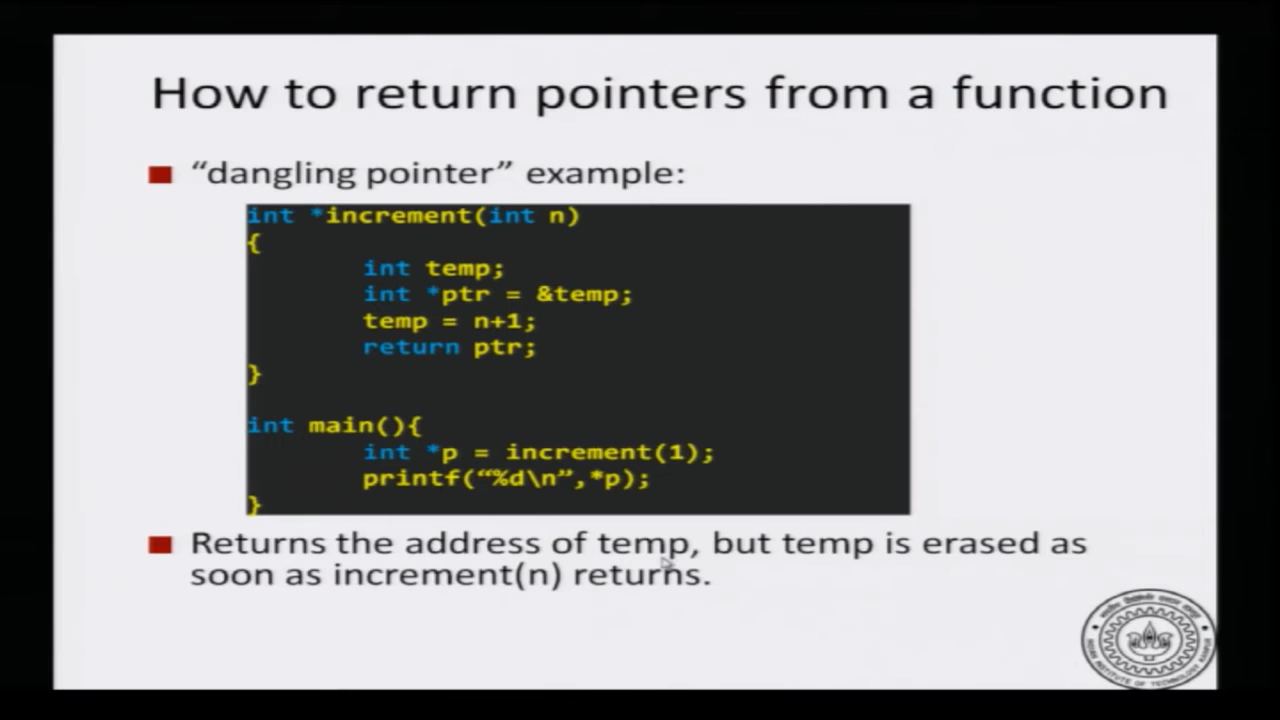 How to return pointers from a function
“dangling pointer” example:
int *increment(int n)
{
int temp;
int *ptr = &temp;
temp = n+1;
return ptr;
}
int main(){
int *p = increment(1);
printf(“%d\n”,*p);
}
Returns the address of temp, but temp is erased as
soon as increment(n) returns.